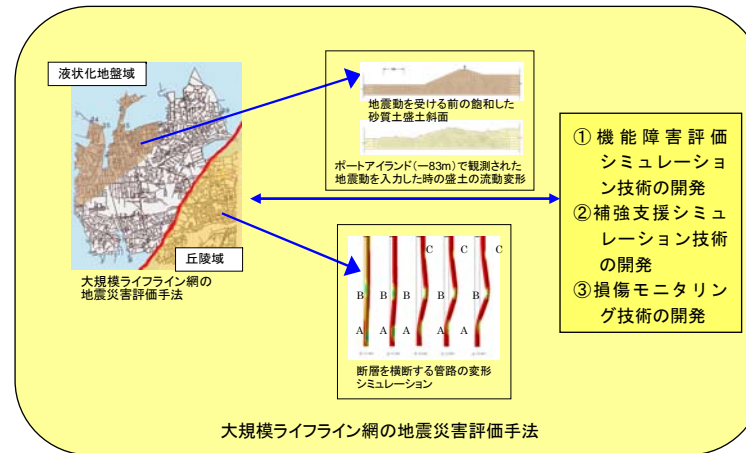 液状化地盤域
丘陵域
大規模ライフライン網の
地震災害評価手法
地震動を受ける前の飽和した
砂質土盛土斜面
ポートアイランド(－83m)で観測された
地震動を入力した時の盛土の流動変形
C C C
B B B B B
A A A A A
断層を横断する管路の変形
シミュレーション
①機能障害評価
シミュレーショ
ン技術の開発
②補強支援シミュ
レーション技術
の開発
③損傷モニタリン
グ技術の開発
大規模ライフライン網の地震災害評価手法